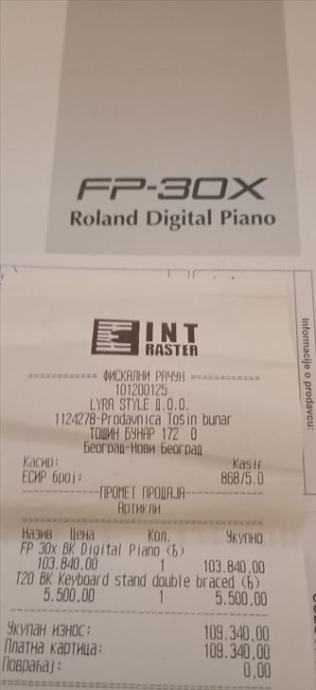 FP-30X
Roland Digital Piano
Informacije o prodavcu:
INT
RASTER
ФИСКАЛНИ РАЧУН
101200125
LYRA STYLE Д.О.О.
1124278-Prodavnica Tošin bunar
ТОШИН БУНАР 172 0
Београд-Нови Београд
Касир: Kasir
ЕСИР број: 868/5.0
ПРОМЕТ ПРОДАЈА
Артикли
Назив Цена Кол. Укупно
FP 30x BK Digital Piano (Ђ)
103.840,00 1 103.840,00
T20 BK Keyboard stand double braced (Ђ)
5.500,00 1 5.500,00
Укупан износ: 109.340,00
Платна картица: 109.340,00
Повраћај: 0,00